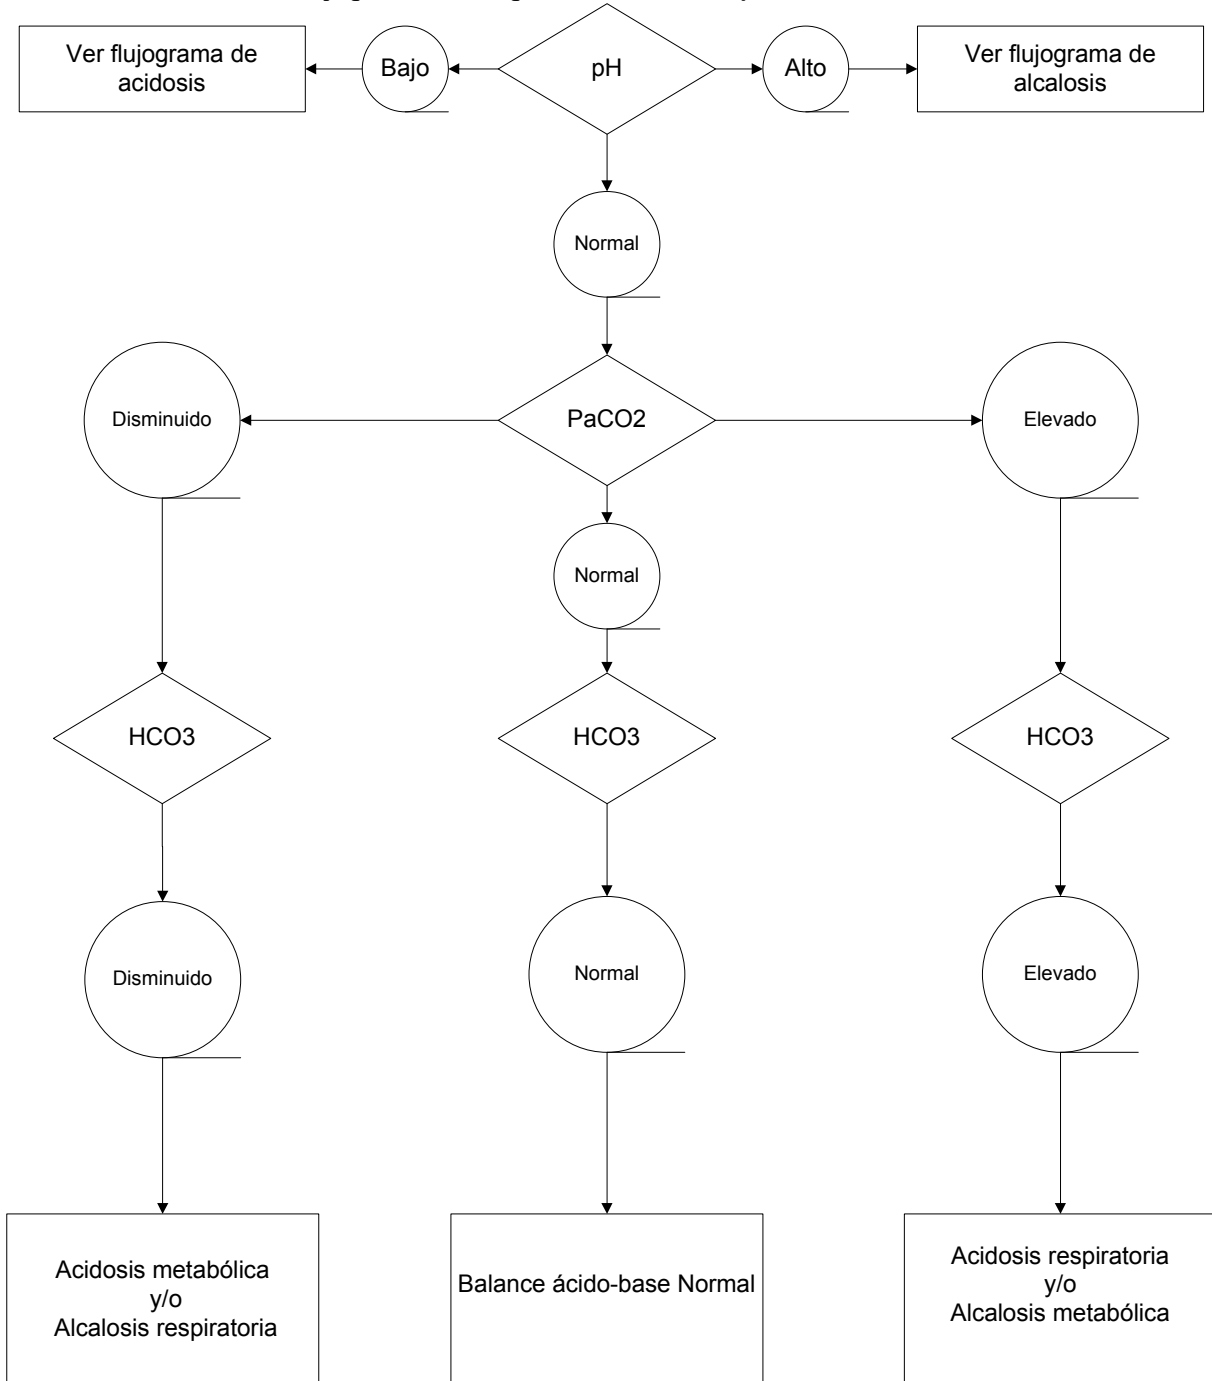 Ver flujograma de
acidosis
Bajo
pH
Alto
Ver flujograma de
alcalosis
Normal
Disminuido
PaCO2
Elevado
Normal
HCO3
HCO3
HCO3
Disminuido
Normal
Elevado
Acidosis metabólica
y/o
Alcalosis respiratoria
Balance ácido-base Normal
Acidosis respiratoria
y/o
Alcalosis metabólica